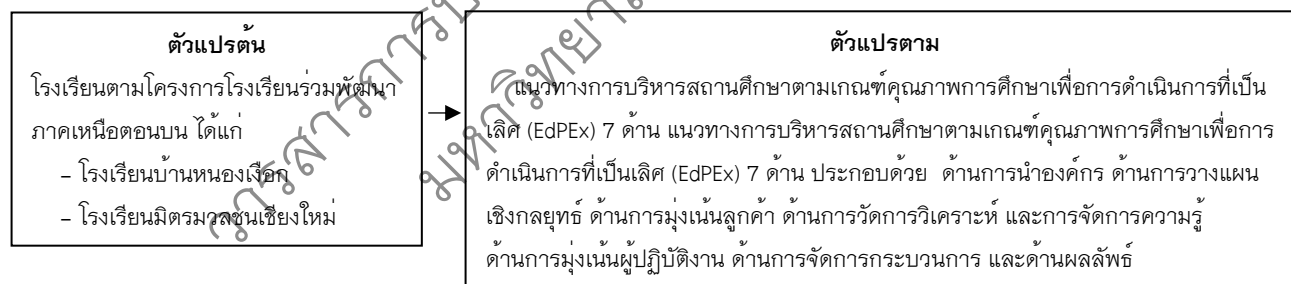 ตัวแปรต้น
โรงเรียนตามโครงการโรงเรียนร่วมพัฒนา
ภาคเหนือตอนบน ได้แก่
- โรงเรียนบ้านหนองเงือก
- โรงเรียนมิตรมวลชนเชียงใหม่
ตัวแปรตาม
แนวทางการบริหารสถานศึกษาตามเกณฑ์คุณภาพการศึกษาเพื่อการดำเนินการที่เป็น
เลิศ (EdPEx) 7 ด้าน แนวทางการบริหารสถานศึกษาตามเกณฑ์คุณภาพการศึกษาเพื่อการ
ดำเนินการที่เป็นเลิศ (EdPEx) 7 ด้าน ประกอบด้วย ด้านการนำองค์กร ด้านการวางแผน
เชิงกลยุทธ์ ด้านการมุ่งเน้นลูกค้า ด้านการวัดการวิเคราะห์ และการจัดการความรู้
ด้านการมุ่งเน้นผู้ปฏิบัติงาน ด้านการจัดการกระบวนการ และด้านผลลัพธ์